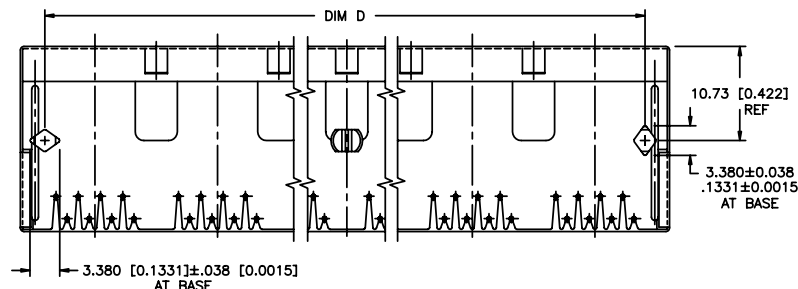 DIM D
10.73 [0.422]
REF
3.380±0.038
.1331±0.0015
AT BASE
3.380 [0.1331]±.038 [0.0015]
AT BASE